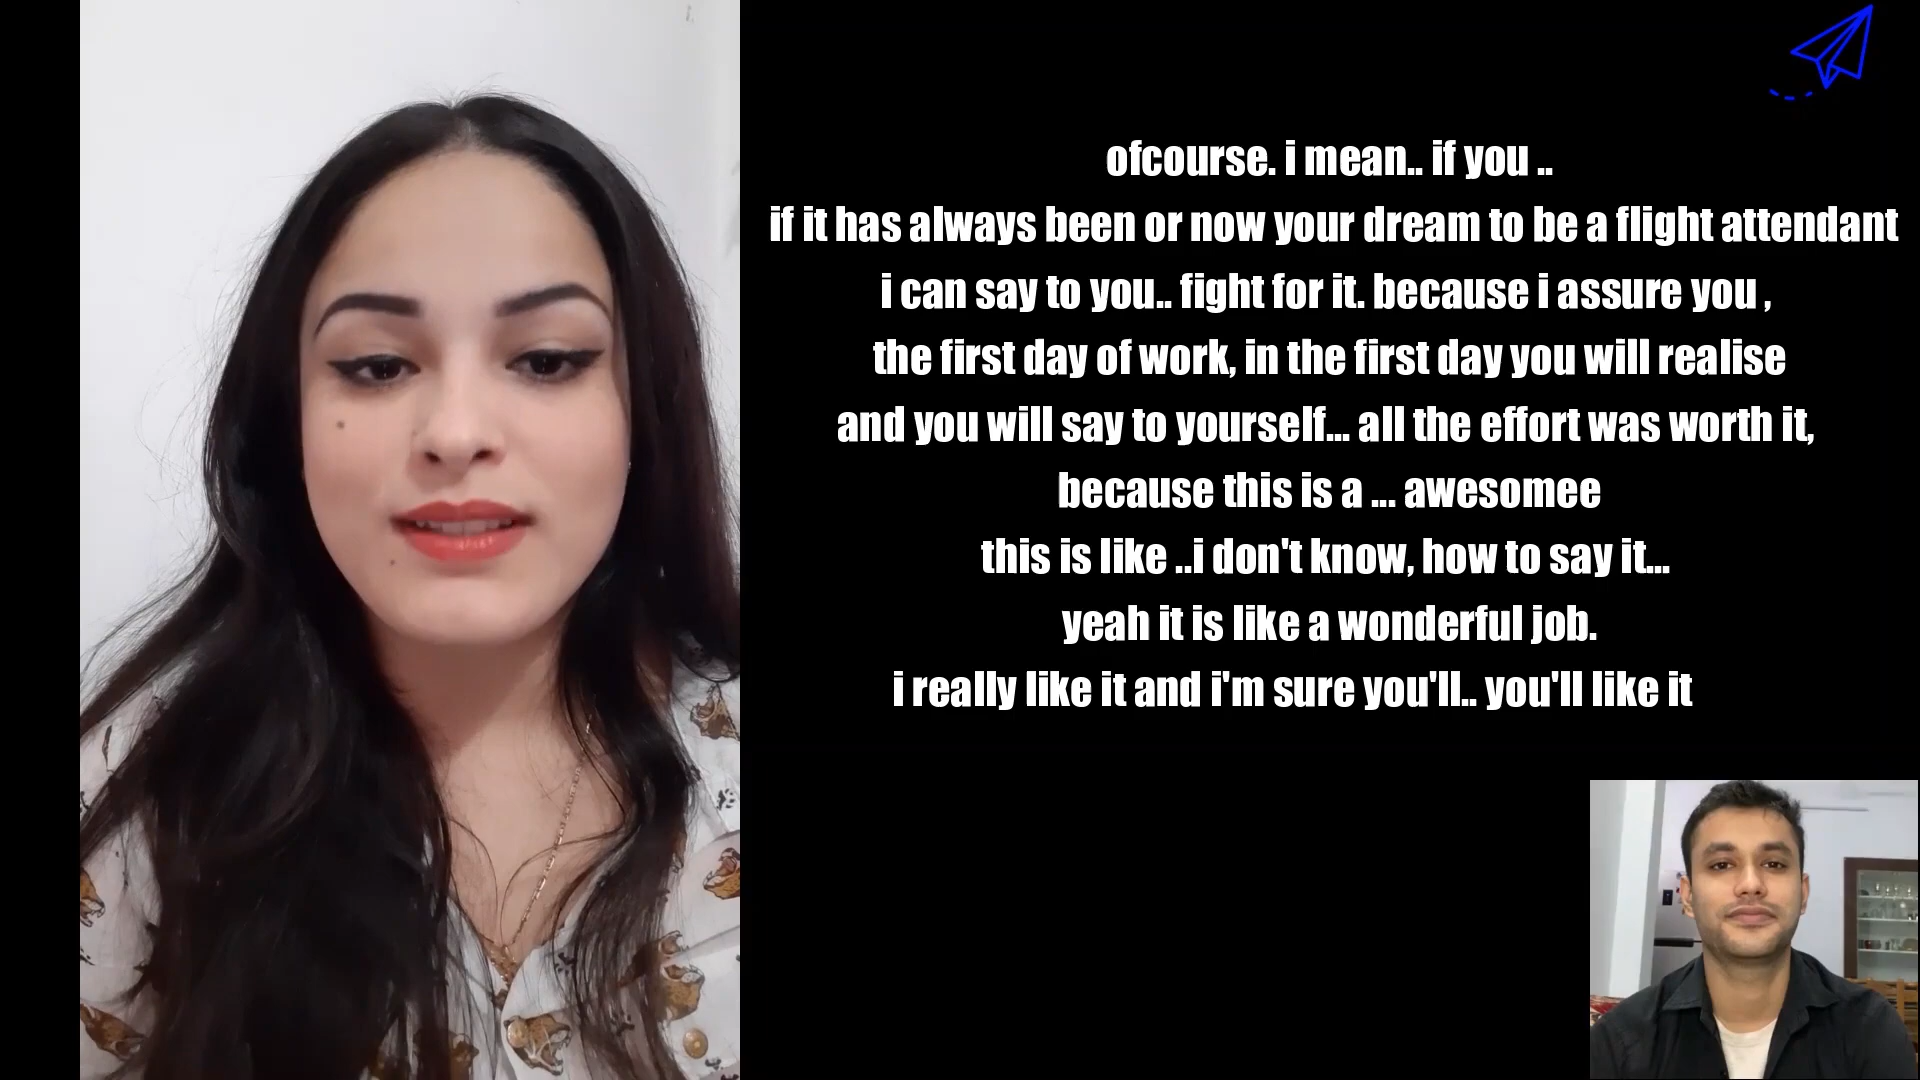 ofcourse. i mean.. if you ..
if it has always been or now your dream to be a flight attendant
i can say to you.. fight for it. because i assure you ,
the first day of work, in the first day you will realise
and you will say to yourself... all the effort was worth it,
because this is a ... awesomee
this is like ..i don't know, how to say it...
yeah it is like a wonderful job.
i really like it and i'm sure you'll.. you'll like it